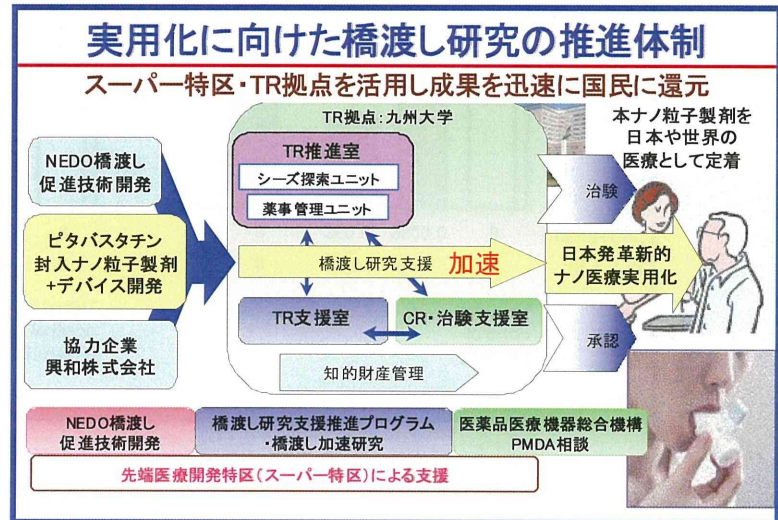 実用化に向けた橋渡し研究の推進体制
スーパー特区・TR拠点を活用し成果を迅速に国民に還元
NEDO橋渡し
促進技術開発
ピタバスタチン
封入ナノ粒子製剤
+デバイス開発
協力企業
興和株式会社
TR拠点:九州大学
TR推進室
シーズ探索ユニット
薬事管理ユニット
橋渡し研究支援 加速
TR支援室
CR・治験支援室
知的財産管理
本ナノ粒子製剤を
日本や世界の
医療として定着
治験
日本発革新的
ナノ医療実用化
承認
NEDO橋渡し
促進技術開発
橋渡し研究支援推進プログラム
・橋渡し加速研究
医薬品医療機器総合機構
PMDA相談
先端医療開発特区(スーパー特区)による支援